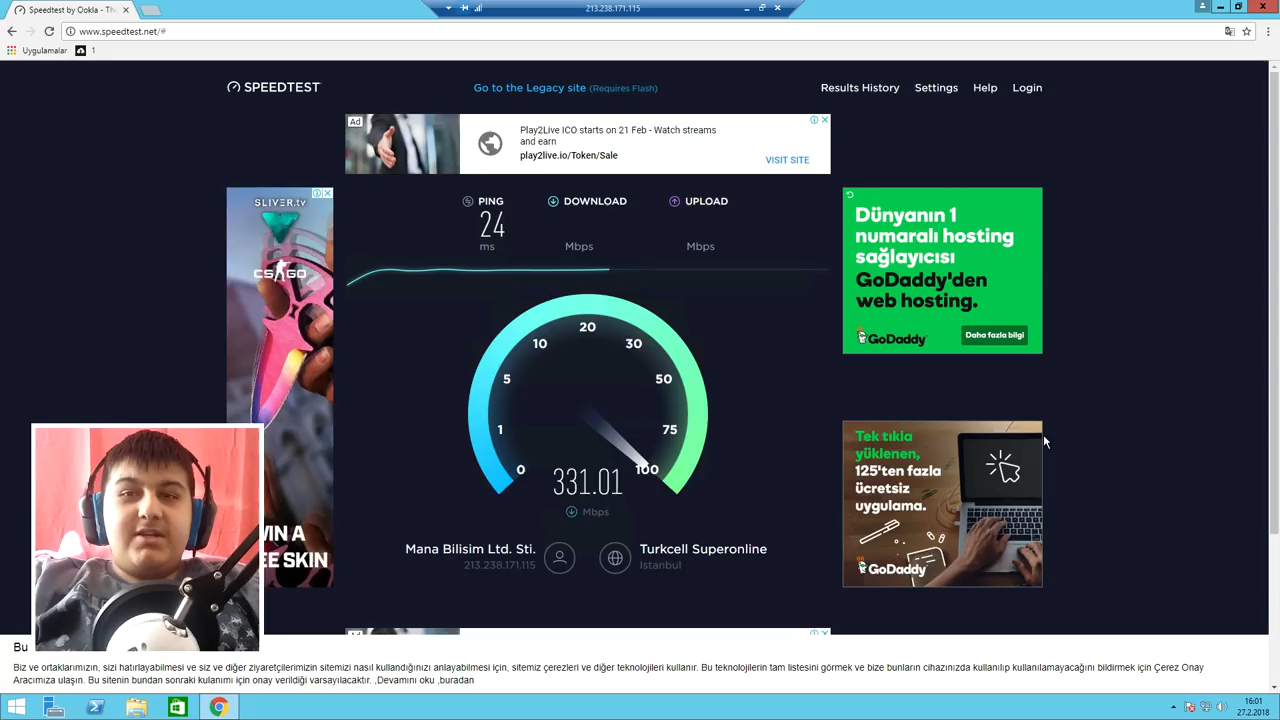 Speedtest by Ookla - The
213.238.171.115
www.speedtest.net/#
Uygulamalar
1
SPEEDTEST
Go to the Legacy site (Requires Flash)
Results History
Settings
Help
Login
Ad
Play2Live ICO starts on 21 Feb - Watch streams
and earn
play2live.io/Token/Sale
VISIT SITE
SLIVER.tv
CS:GO
PING
24
ms
DOWNLOAD
Mbps
UPLOAD
Mbps
Dünyanın 1
numaralı hosting
sağlayıcısı
GoDaddy'den
web hosting.
GoDaddy
Daha fazla bilgi
0
1
5
10
20
30
50
75
100
331.01
Mbps
Mana Bilisim Ltd. Sti.
213.238.171.115
Turkcell Superonline
Istanbul
Tek tıkla
yüklenen,
125'ten fazla
ücretsiz
uygulama.
GoDaddy
SKIN
Ad
Bu
Biz ve ortaklarımızın, sizi hatırlayabilmesi ve siz ve diğer ziyaretçilerimizin sitemizi nasıl kullandığınızı anlayabilmesi için, sitemiz çerezleri ve diğer teknolojileri kullanır. Bu teknolojilerin tam listesini görmek ve bize bunların cihazınızda kullanılıp kullanılamayacağını bildirmek için Çerez Onay
Aracımıza ulaşın. Bu sitenin bundan sonraki kulanımı için onay verildiği varsayılacaktır. ,Devamını oku ,buradan
16:01
27.2.2018